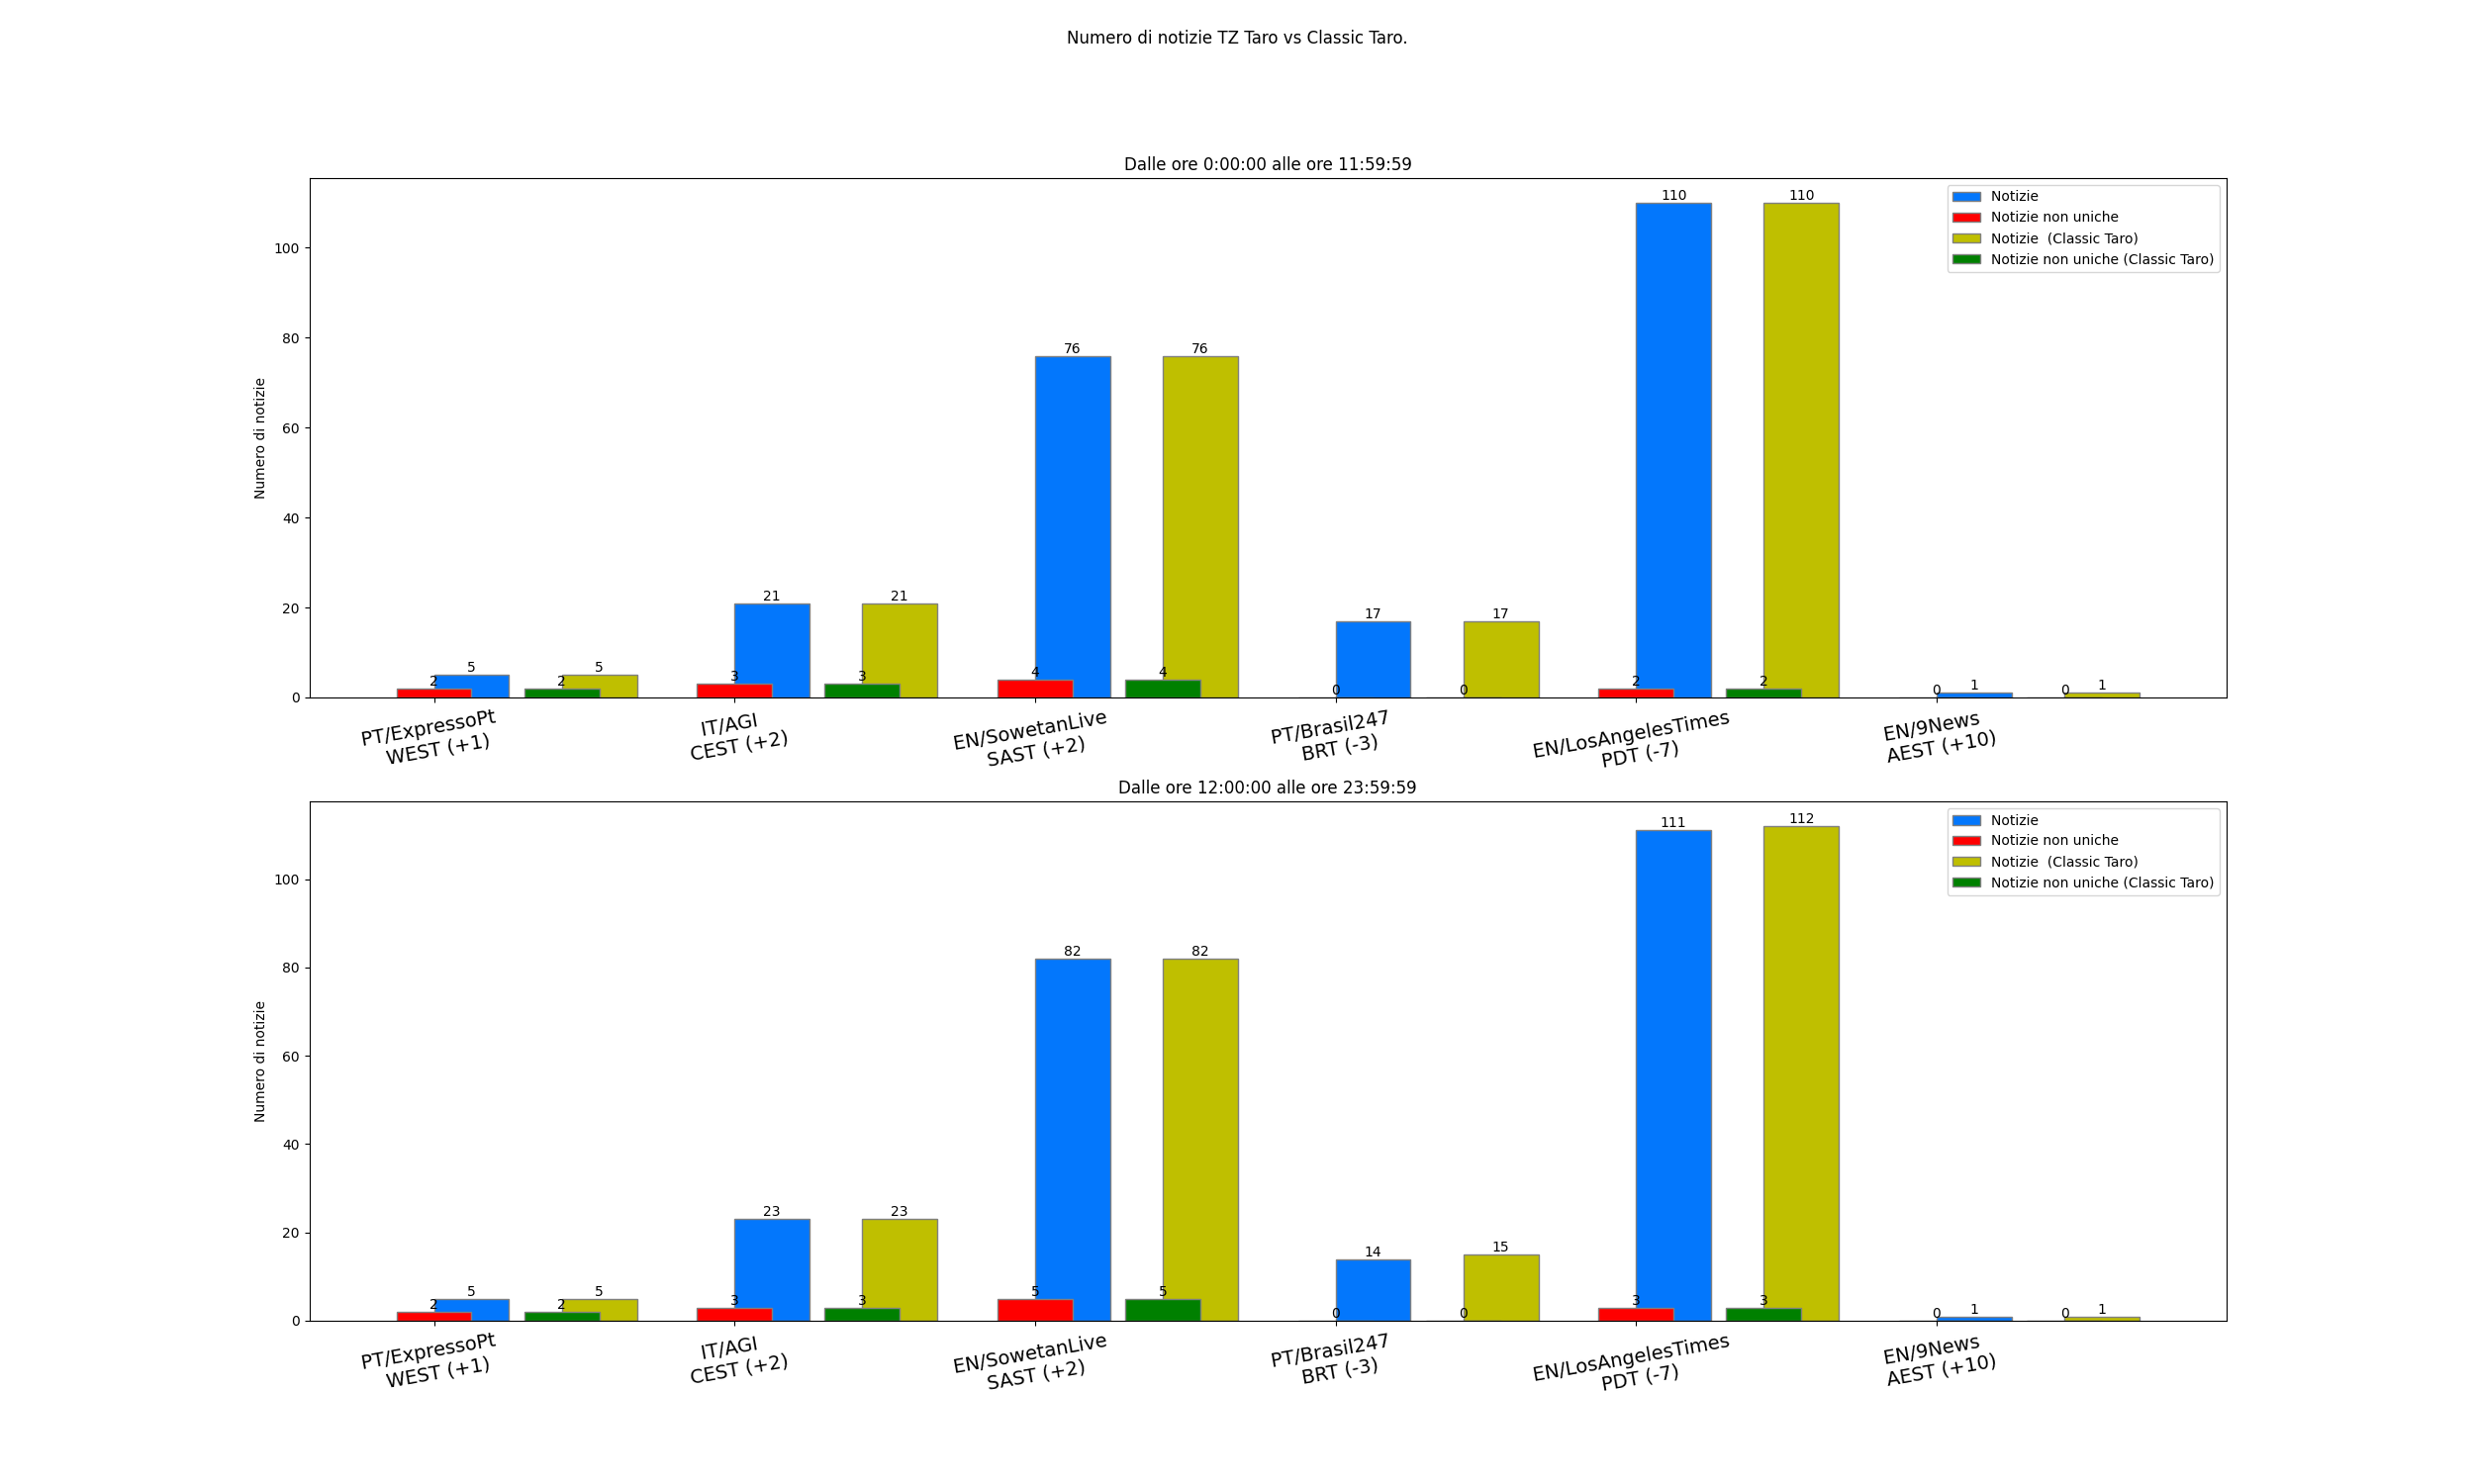 Numero di notizie TZ Taro vs Classic Taro.
Dalle ore 0:00:00 alle ore 11:59:59
Numero di notizie
100
80
60
40
20
0
Notizie
Notizie non uniche
Notizie (Classic Taro)
Notizie non uniche (Classic Taro)
2 5 2 5
3 21 3 21
4 76 4 76
0 17 0 17
2 110 2 110
0 1 0 1
PT/ExpressoPt
WEST (+1)
IT/AGI
CEST (+2)
EN/SowetanLive
SAST (+2)
PT/Brasil247
BRT (-3)
EN/LosAngelesTimes
PDT (-7)
EN/9News
AEST (+10)
Dalle ore 12:00:00 alle ore 23:59:59
Numero di notizie
100
80
60
40
20
0
Notizie
Notizie non uniche
Notizie (Classic Taro)
Notizie non uniche (Classic Taro)
2 5 2 5
3 23 3 23
5 82 5 82
0 14 0 15
3 111 3 112
0 1 0 1
PT/ExpressoPt
WEST (+1)
IT/AGI
CEST (+2)
EN/SowetanLive
SAST (+2)
PT/Brasil247
BRT (-3)
EN/LosAngelesTimes
PDT (-7)
EN/9News
AEST (+10)